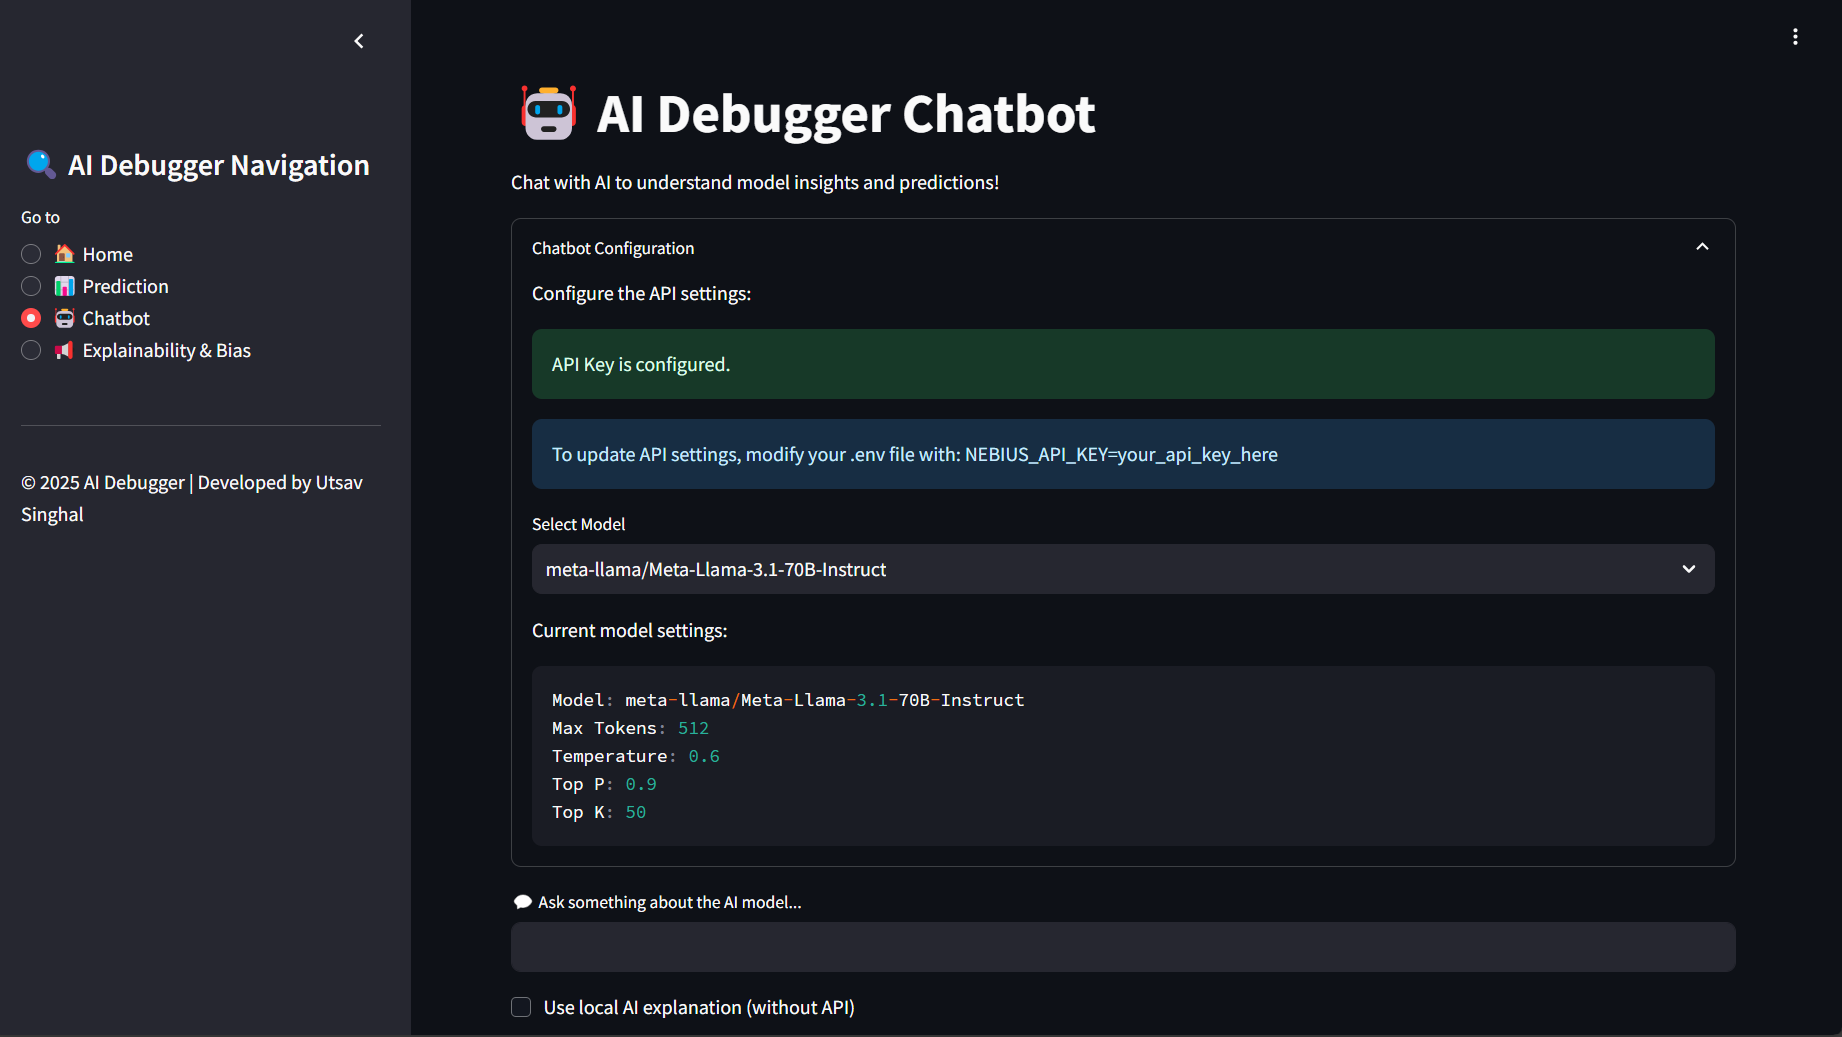 AI Debugger Navigation
Go to
Home
Prediction
Chatbot
Explainability & Bias
© 2025 AI Debugger | Developed by Utsav
Singhal
AI Debugger Chatbot
Chat with AI to understand model insights and predictions!
Chatbot Configuration
Configure the API settings:
API Key is configured.
To update API settings, modify your .env file with: NEBIUS_API_KEY=your_api_key_here
Select Model
meta-llama/Meta-Llama-3.1-70B-Instruct
Current model settings:
Model: meta-llama/Meta-Llama-3.1-70B-Instruct
Max Tokens: 512
Temperature: 0.6
Top P: 0.9
Top K: 50
Ask something about the AI model...
Use local AI explanation (without API)